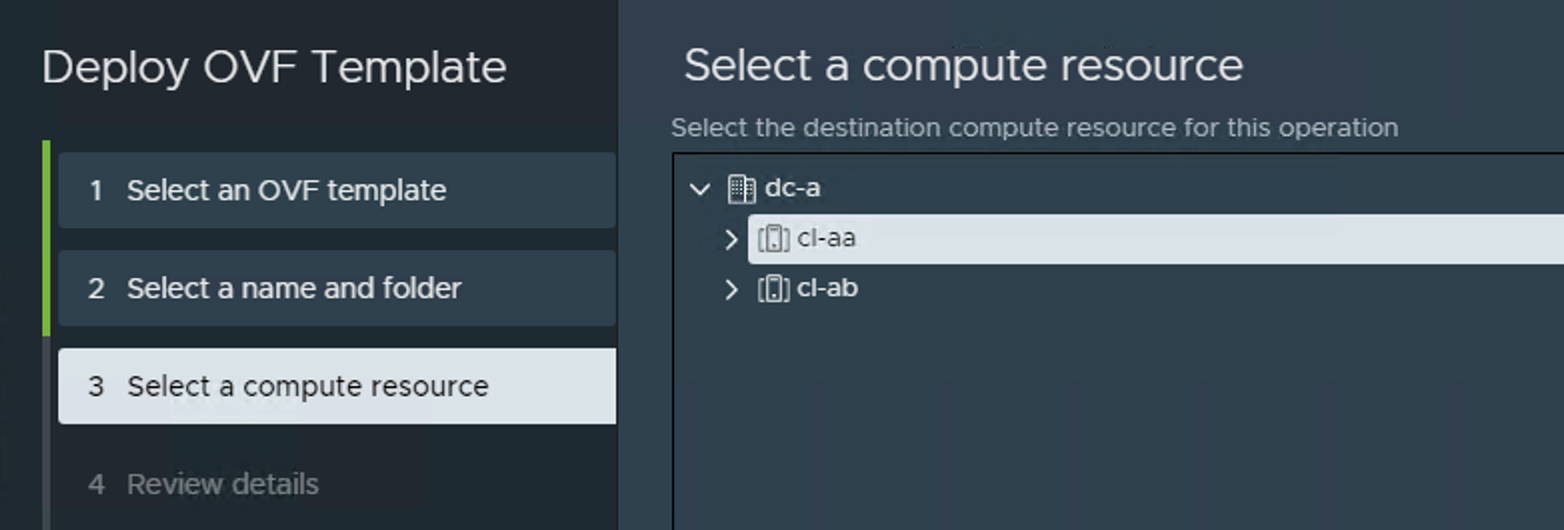 Deploy OVF Template
1 Select an OVF template
2 Select a name and folder
3 Select a compute resource
4 Review details
Select a compute resource
Select the destination compute resource for this operation
dc-a
cl-aa
cl-ab